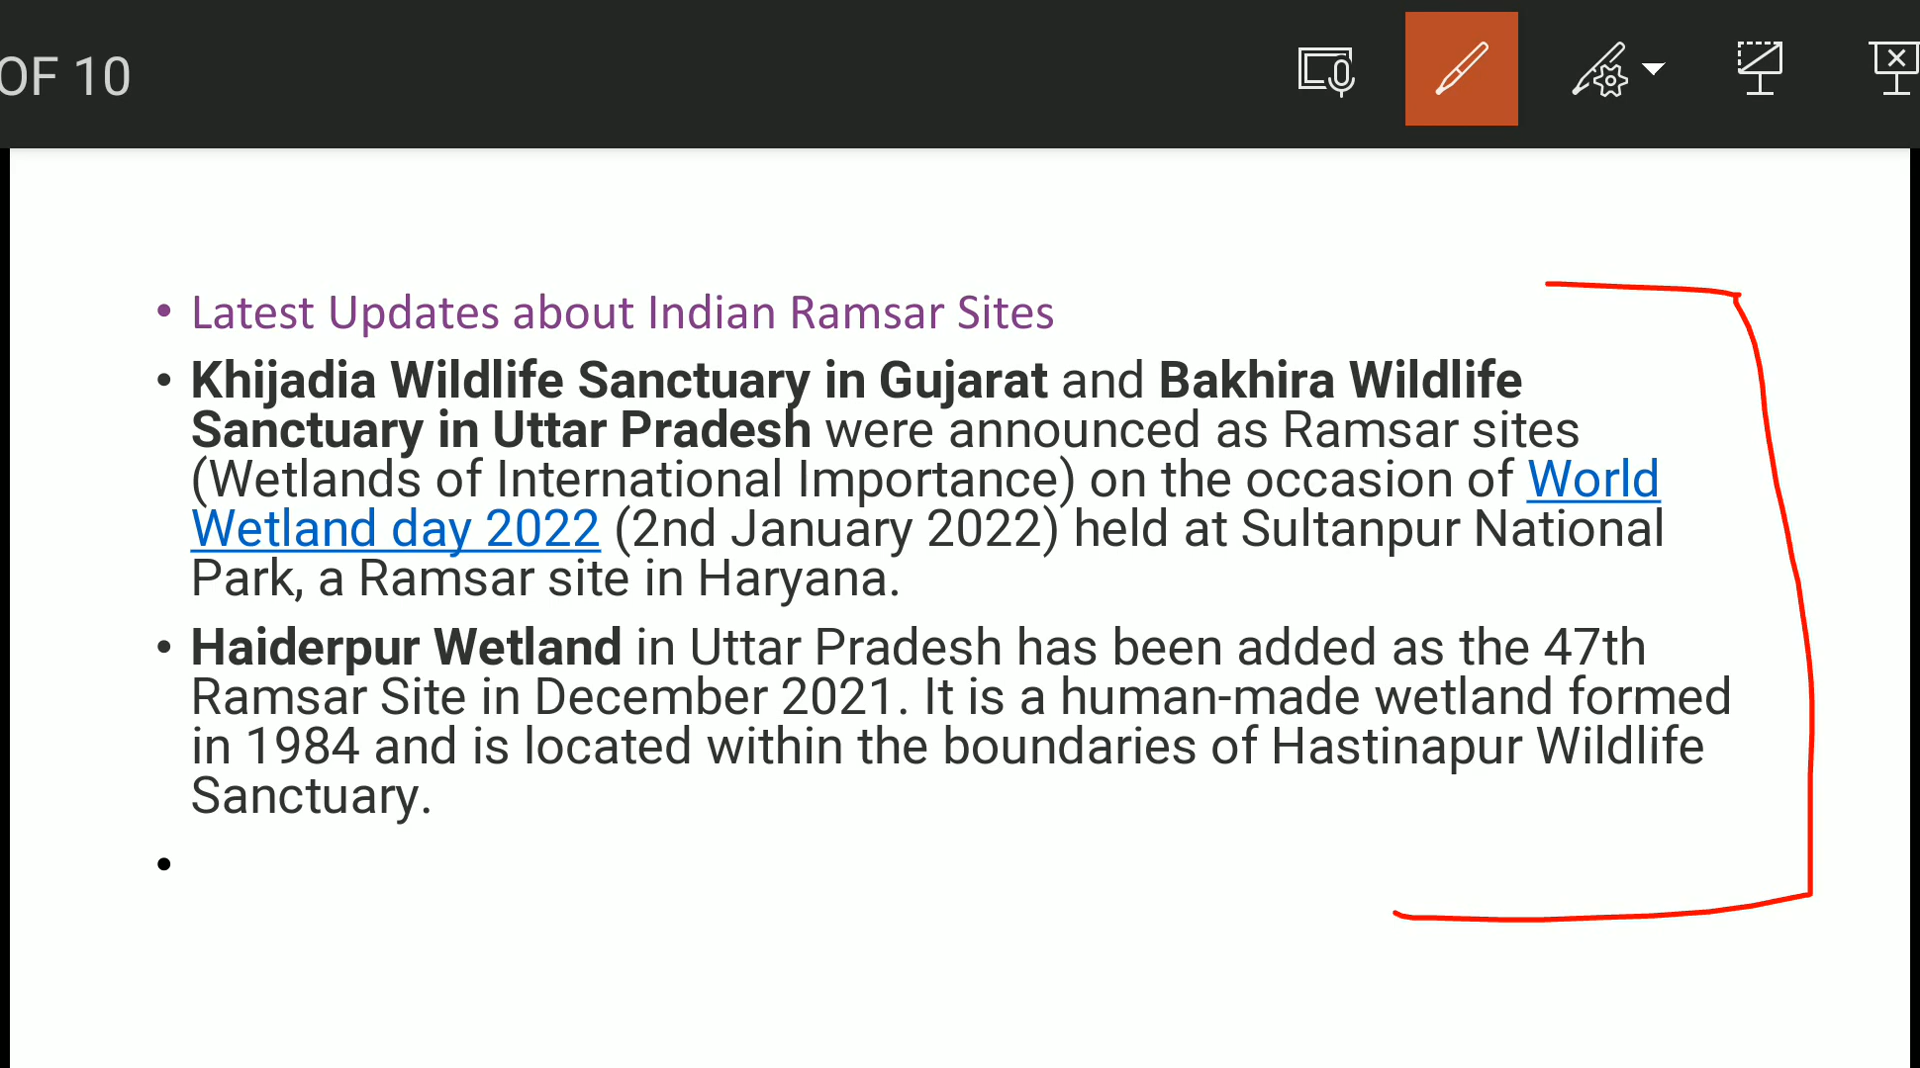 OF 10
• Latest Updates about Indian Ramsar Sites
• Khijadia Wildlife Sanctuary in Gujarat and Bakhira Wildlife
Sanctuary in Uttar Pradesh were announced as Ramsar sites
(Wetlands of International Importance) on the occasion of World
Wetland day 2022 (2nd January 2022) held at Sultanpur National
Park, a Ramsar site in Haryana.
• Haiderpur Wetland in Uttar Pradesh has been added as the 47th
Ramsar Site in December 2021. It is a human-made wetland formed
in 1984 and is located within the boundaries of Hastinapur Wildlife
Sanctuary.
•